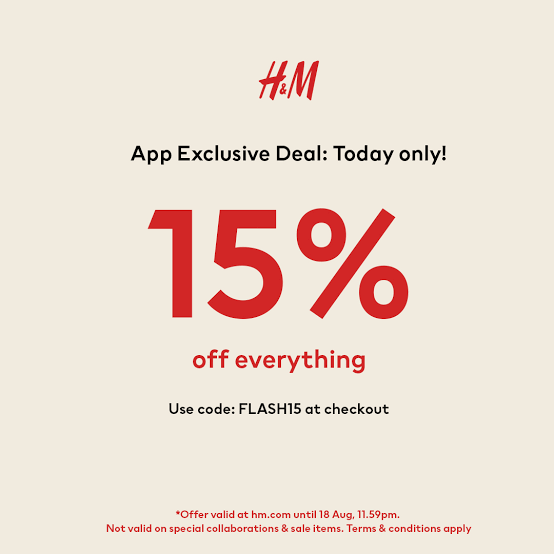 H&M
App Exclusive Deal: Today only!
15%
off everything
Use code: FLASH15 at checkout
*Offer valid at hm.com until 18 Aug, 11.59pm.
Not valid on special collaborations & sale items. Terms & conditions apply